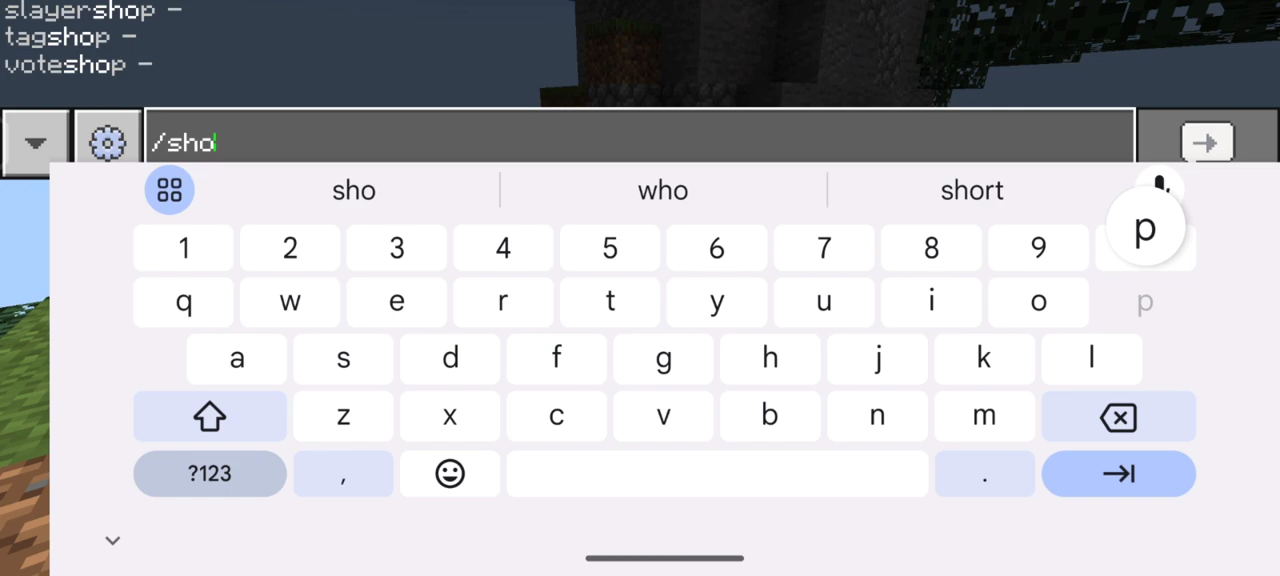 slayershop -
tagshop -
voteshop -
/sho
sho who short
1 2 3 4 5 6 7 8 9
p
q w e r t y u i o p
a s d f g h j k l
z x c v b n m
?123 , .